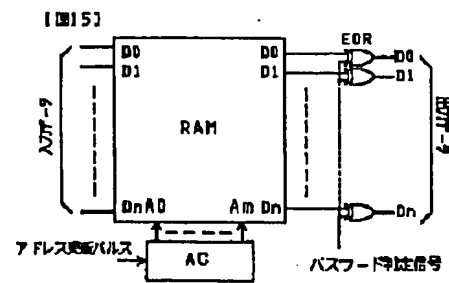 【図15】
EOR
D0 D0 D0
D1 D1 D1
入力データ
RAM
出力データ
Dn A0 Am Dn Dn
アドレス更新パルス
AC
パスワード判定信号